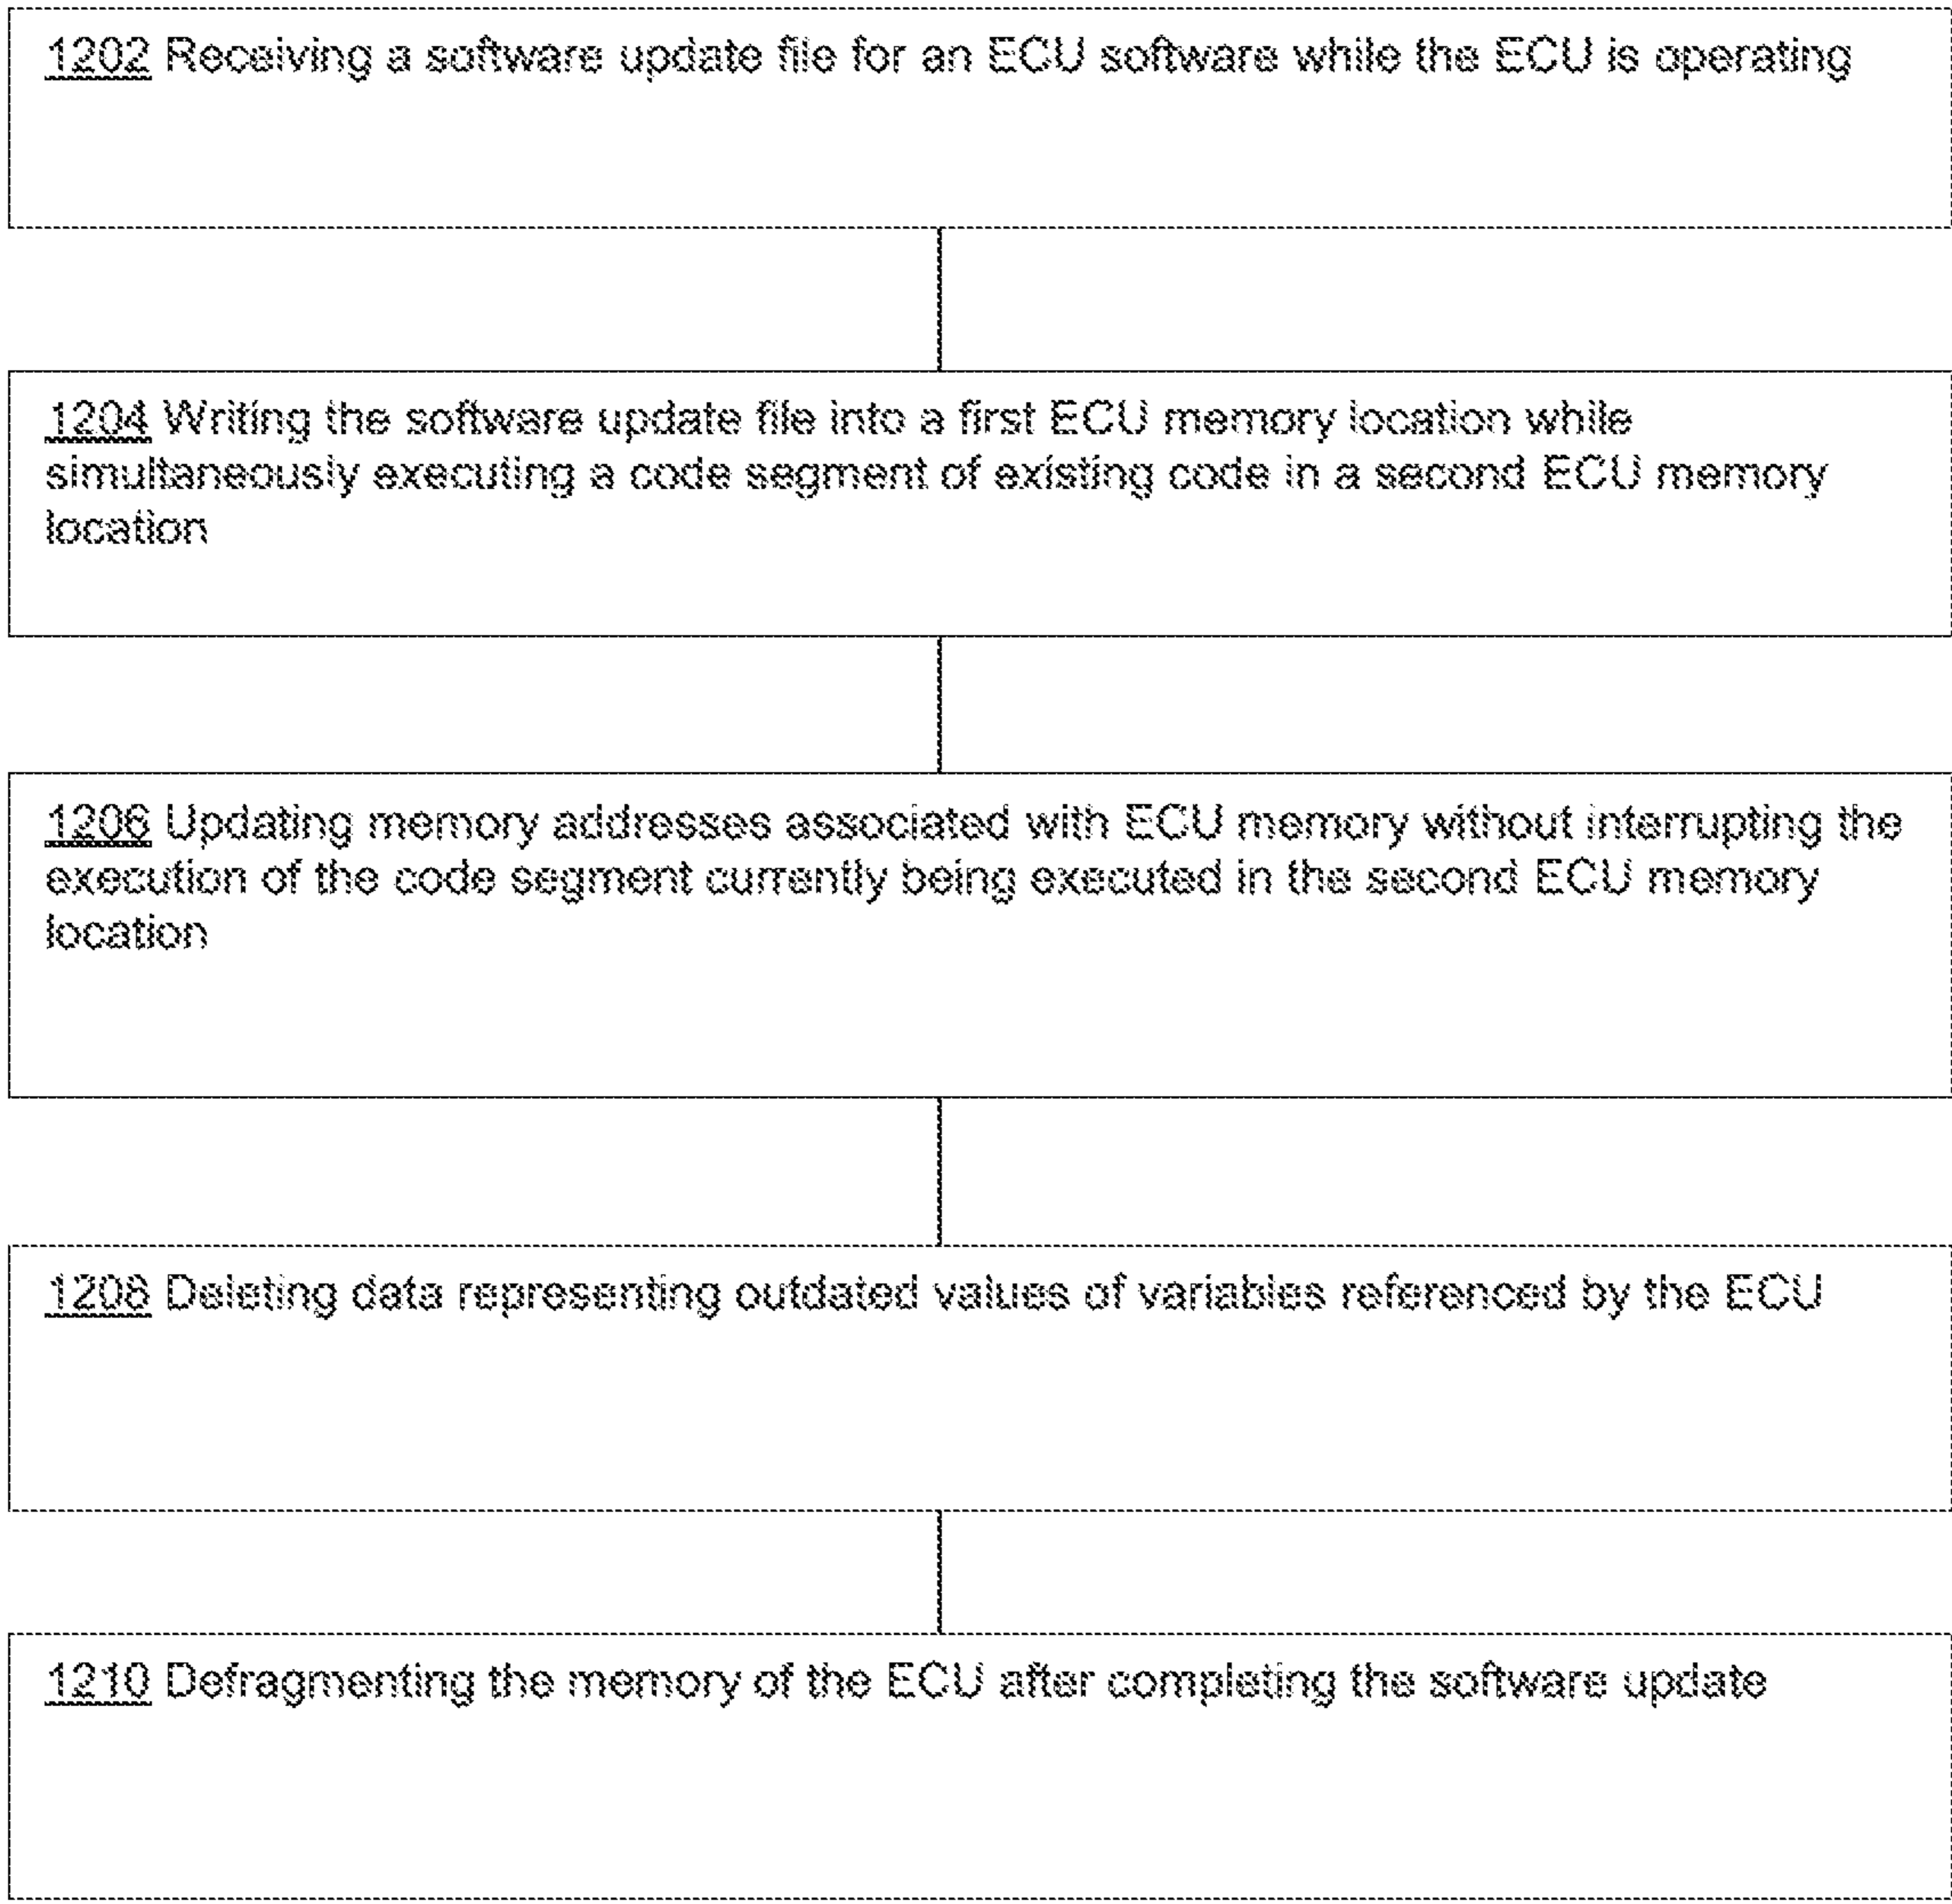 1202 Receiving a software update file for an ECU software while the ECU is operating
1204 Writing the software update file into a first ECU memory location while
simultaneously executing a code segment of existing code in a second ECU memory
location
1206 Updating memory addresses associated with ECU memory without interrupting the
execution of the code segment currently being executed in the second ECU memory
location
1208 Deleting data representing outdated values of variables referenced by the ECU
1210 Defragmenting the memory of the ECU after completing the software update